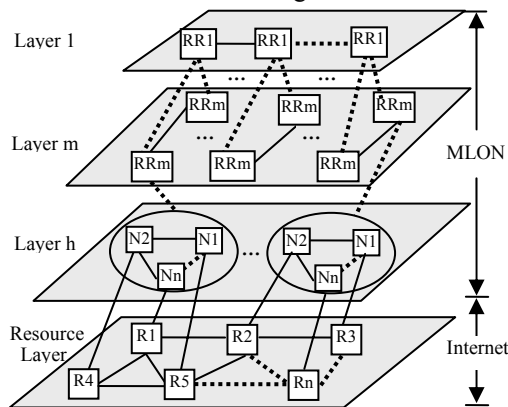 Layer 1
RR1
RR1
RR1
...
...
Layer m
RRm
RRm
RRm
...
...
RRm
RRm
RRm
MLON
Layer h
N2
N1
Nn
...
N2
N1
Nn
Resource
Layer
R1
R2
R3
R4
R5
Rn
Internet